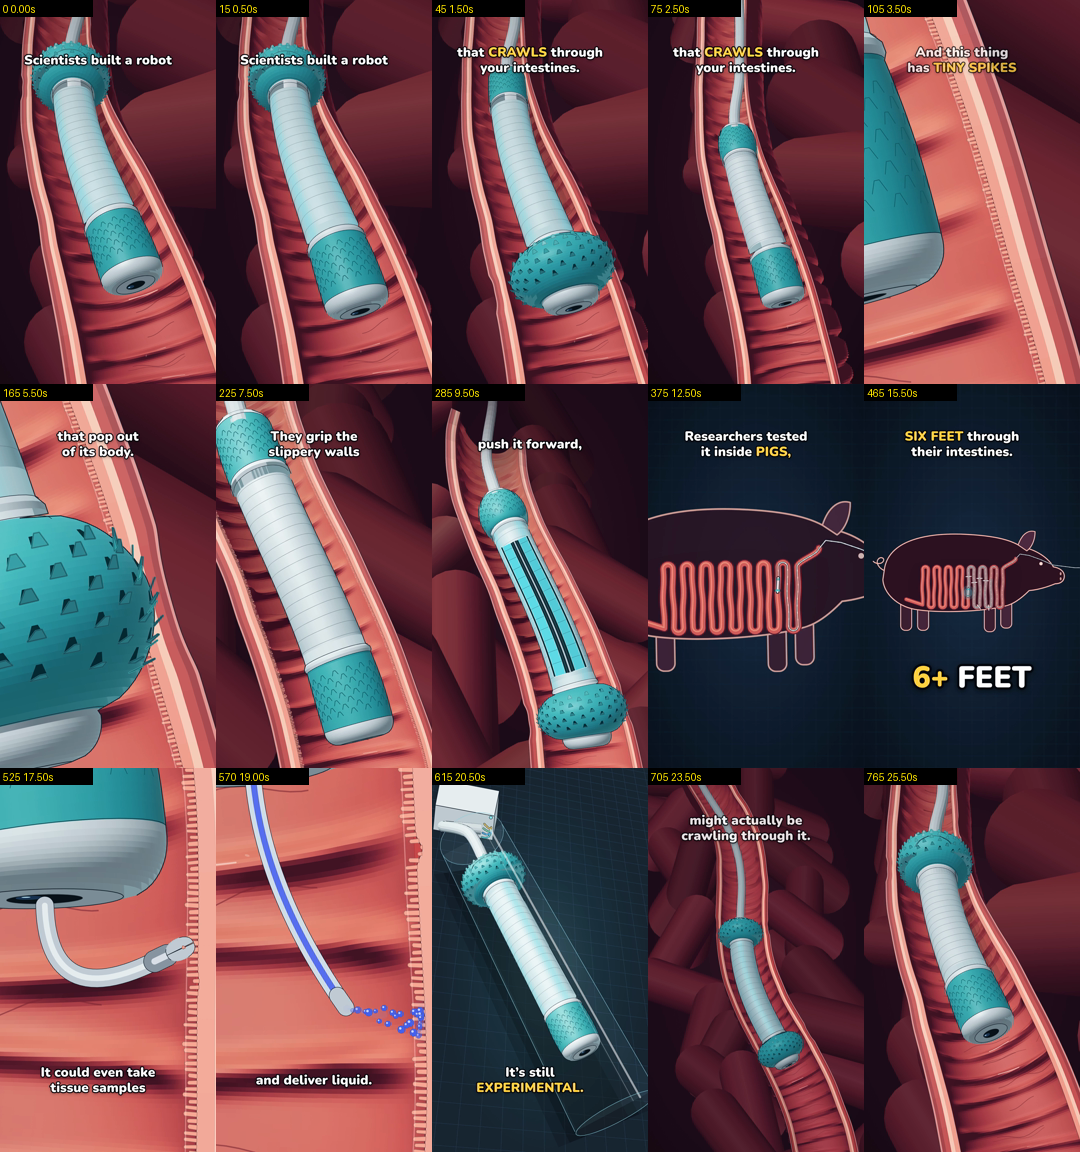 0 0.00s
Scientists built a robot
15 0.50s
Scientists built a robot
45 1.50s
that CRAWLS through
your intestines.
75 2.50s
that CRAWLS through
your intestines.
105 3.50s
And this thing
has TINY SPIKES
165 5.50s
that pop out
of its body.
225 7.50s
They grip the
slippery walls
285 9.50s
push it forward,
375 12.50s
Researchers tested
it inside PIGS,
465 15.50s
SIX FEET through
their intestines.
6+ FEET
525 17.50s
It could even take
tissue samples
570 19.00s
and deliver liquid.
615 20.50s
It's still
EXPERIMENTAL.
705 23.50s
might actually be
crawling through it.
765 25.50s